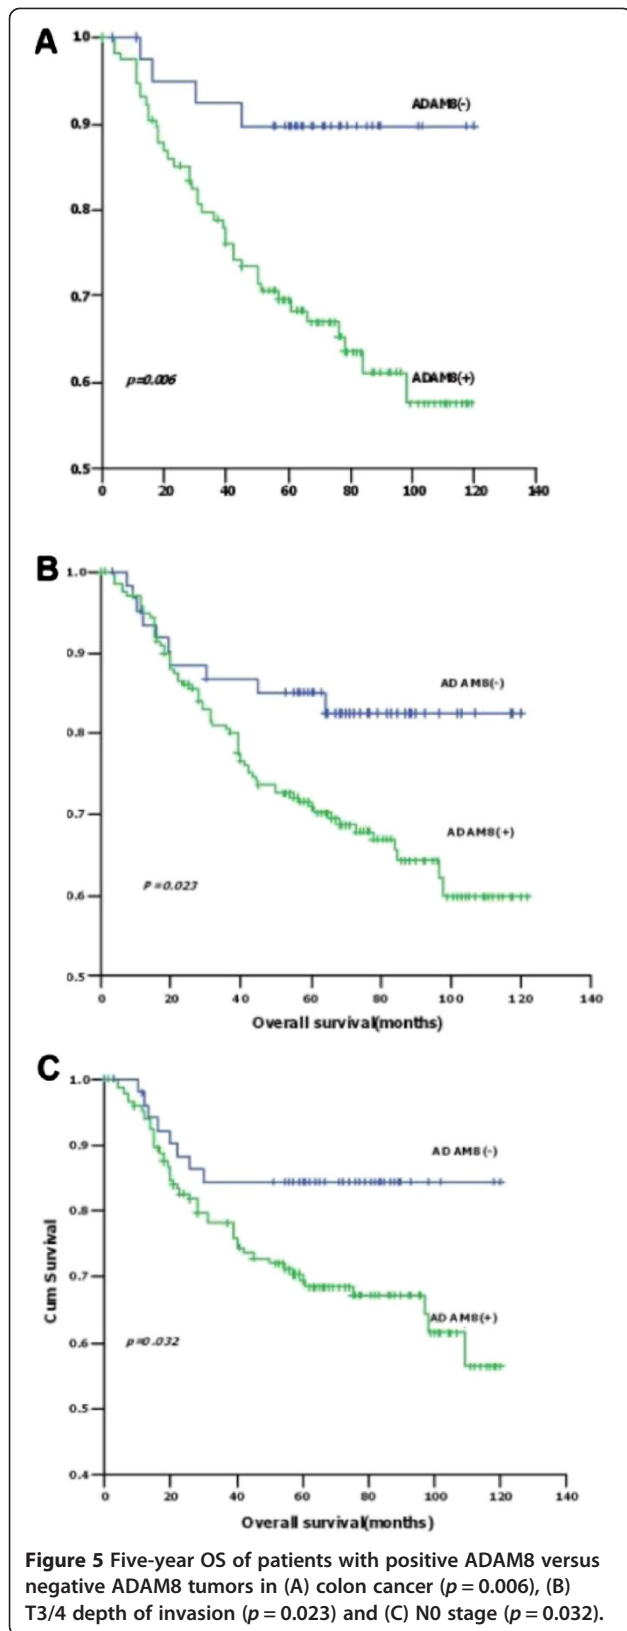 A
1.0
ADAM8(-)
0.9
0.8
0.7
ADAM8(+)
p=0.006
0.6
0.5
0 20 40 60 80 100 120 140
B
1.0
0.9
ADAM8(-)
0.8
ADAM8(+)
0.7
P=0.023
0.6
0.5
0 20 40 60 80 100 120 140
Overall survival(months)
C
1.0
0.9
ADAM8(-)
0.8
Cum Survival
0.7
ADAM8(+)
p=0.032
0.6
0.5
0.4
0 20 40 60 80 100 120 140
Overall survival(months)
Figure 5 Five-year OS of patients with positive ADAM8 versus
negative ADAM8 tumors in (A) colon cancer (p = 0.006), (B)
T3/4 depth of invasion (p = 0.023) and (C) N0 stage (p = 0.032).